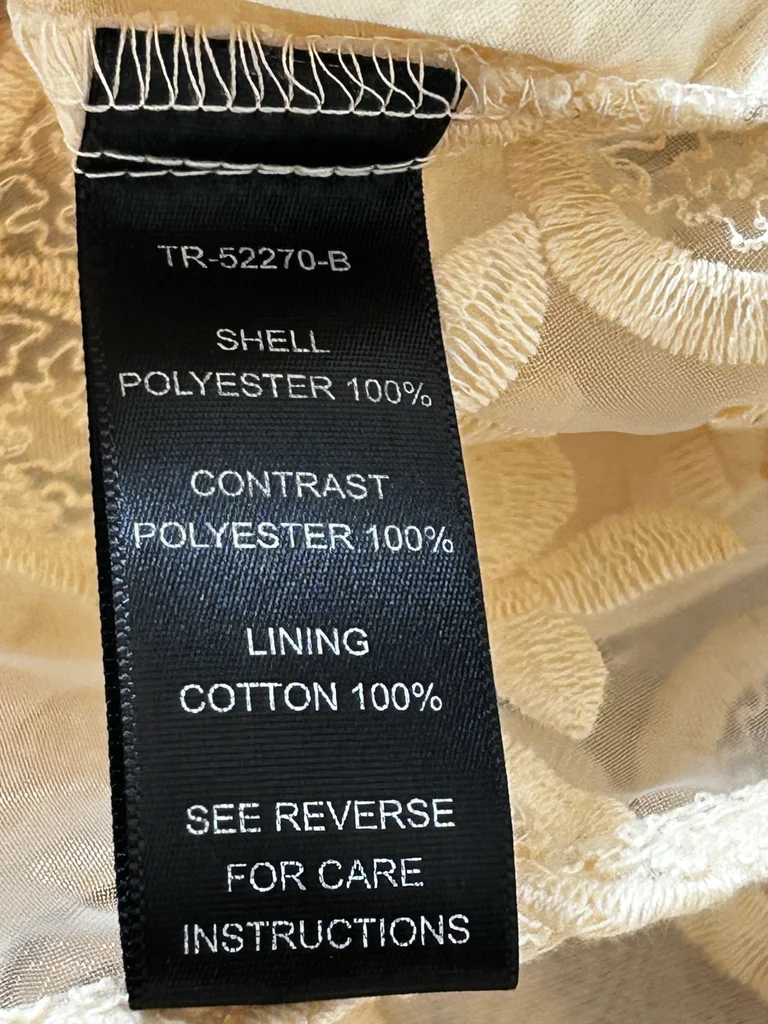 TR-52270-B
SHELL
POLYESTER 100%
CONTRAST
POLYESTER 100%
LINING
COTTON 100%
SEE REVERSE
FOR CARE
INSTRUCTIONS